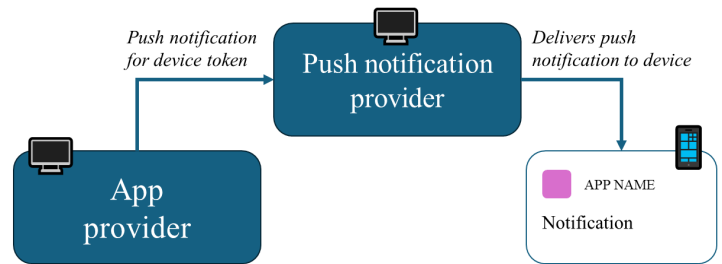 Push notification
for device token
Push notification
provider
Delivers push
notification to device
App
provider
APP NAME
Notification